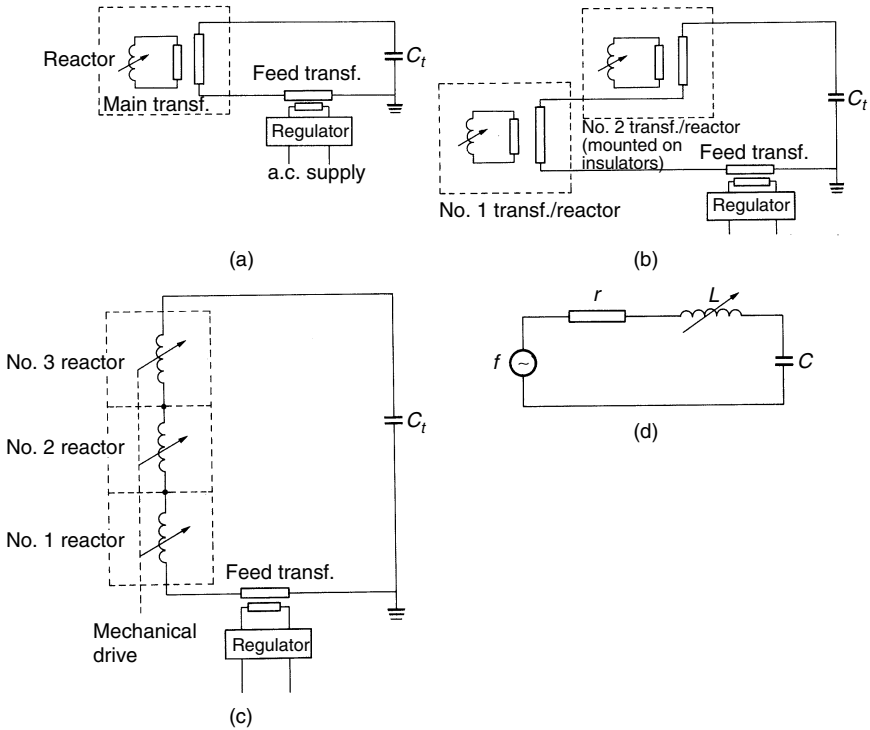 Reactor
Main transf.
Feed transf.
Regulator
a.c. supply
C_t
(a)
No. 2 transf./reactor
(mounted on
insulators)
Feed transf.
Regulator
No. 1 transf./reactor
C_t
(b)
No. 3 reactor
No. 2 reactor
No. 1 reactor
Mechanical
drive
Feed transf.
Regulator
C_t
(c)
r
L
f
~
C
(d)